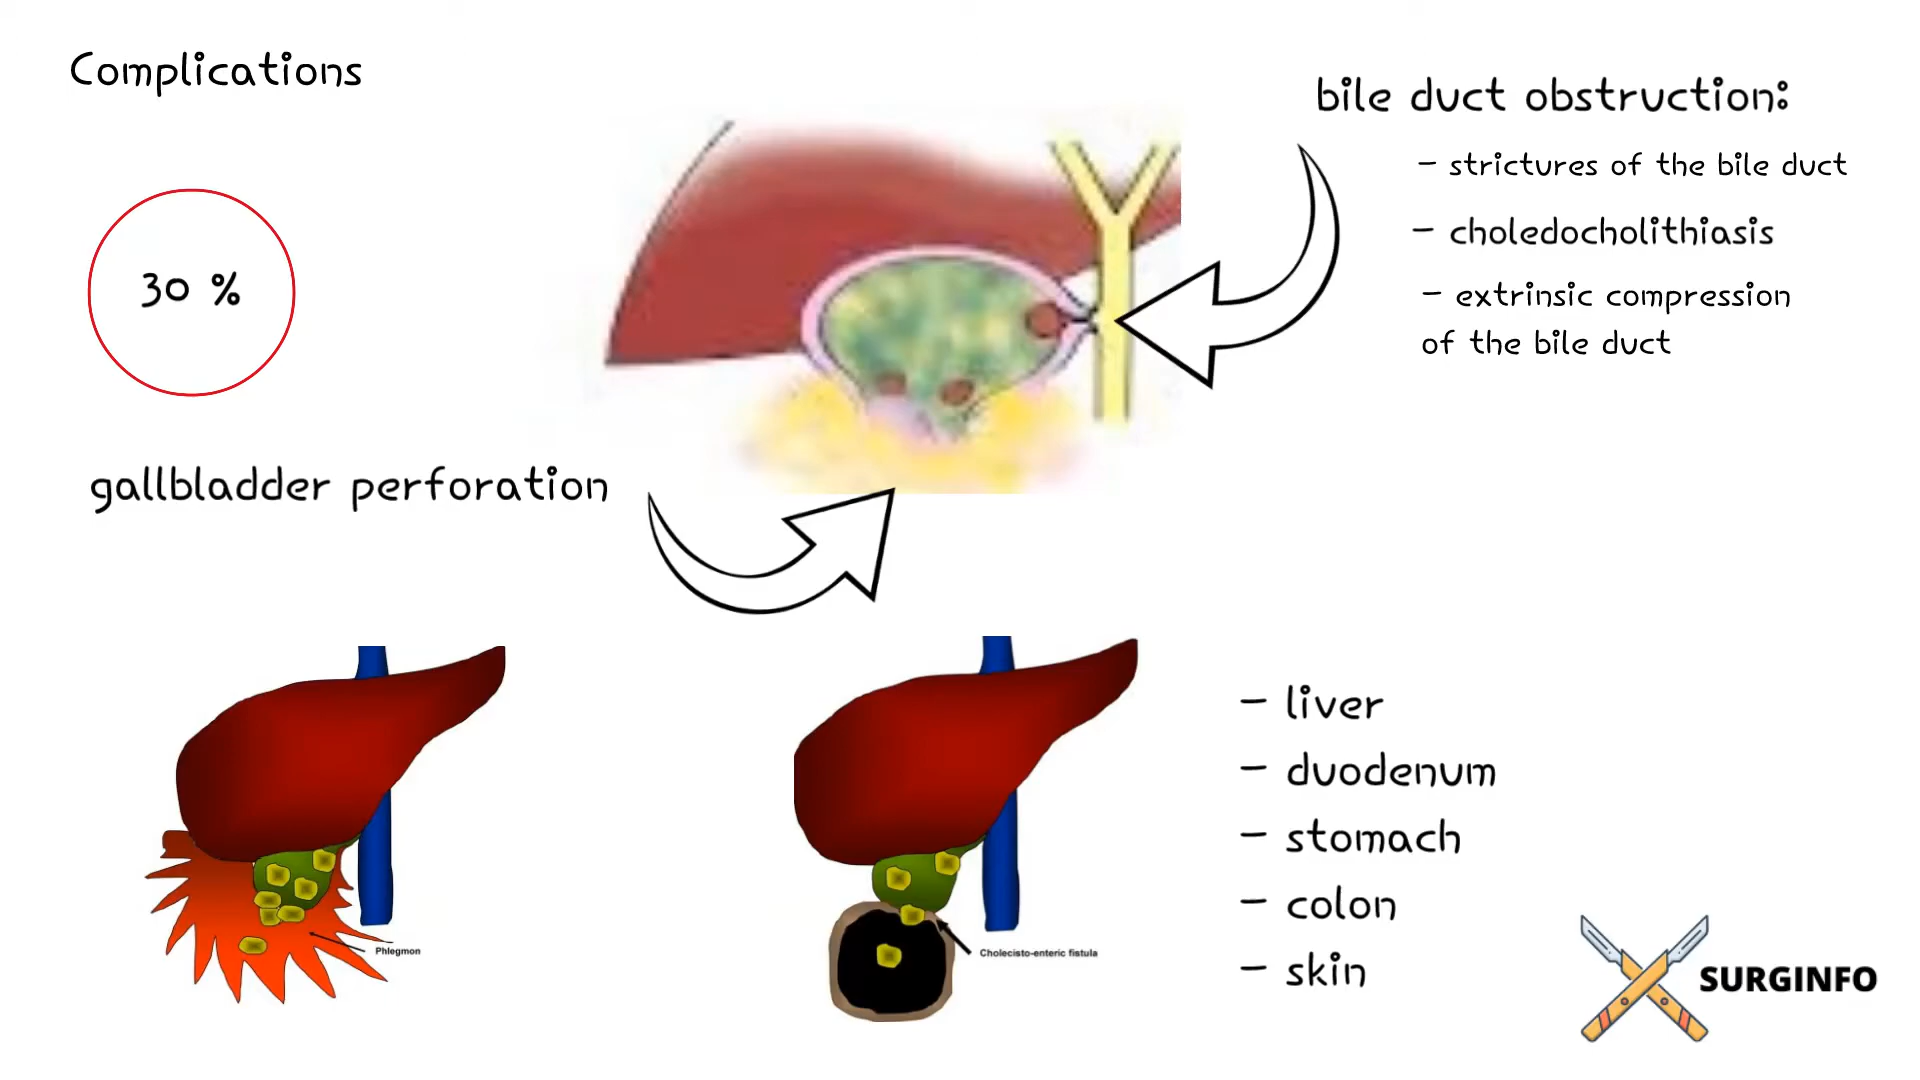 Complications
30 %
bile duct obstruction:
- strictures of the bile duct
- choledocholithiasis
- extrinsic compression
of the bile duct
gallbladder perforation
Phlegmon
Cholecisto-enteric fistula
- liver
- duodenum
- stomach
- colon
- skin
SURGINFO